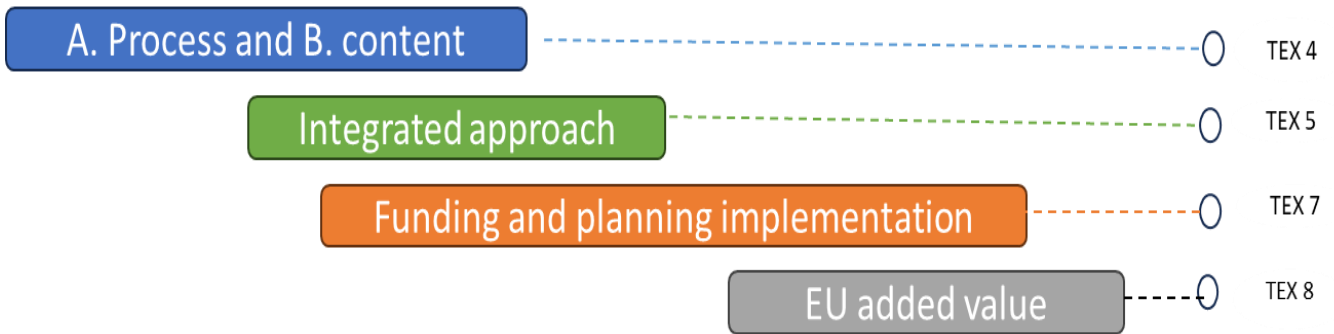 A. Process and B. content
TEX 4
Integrated approach
TEX 5
Funding and planning implementation
TEX 7
EU added value
TEX 8